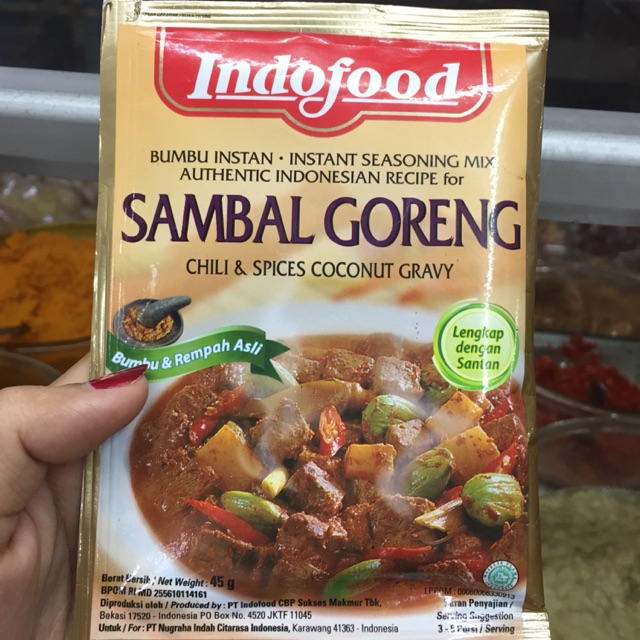 Indofood
BUMBU INSTAN • INSTANT SEASONING MIX
AUTHENTIC INDONESIAN RECIPE for
SAMBAL GORENG
CHILI & SPICES COCONUT GRAVY
Lengkap
dengan
Santan
Bumbu & Rempah Asli
Berat Bersih / Net Weight : 45 g
BPOM RI MD 255610114161
Diproduksi oleh / Produced by : PT Indofood CBP Sukses Makmur Tbk,
Bekasi 17520 - Indonesia PO Box No. 4520 JKTF 11045
Untuk / For : PT Nugraha Indah Citarasa Indonesia, Karawang 41363 - Indonesia
LPPOM : 00060066330913
Saran Penyajian /
Serving Suggestion
3 - 5 Porsi / Serving